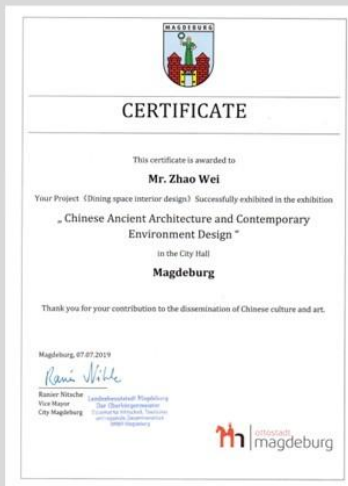 MAGDEBURG
CERTIFICATE
This certificate is awarded to
Mr. Zhao Wei
Your Project 《Dining space interior design》 Successfully exhibited in the exhibition
„ Chinese Ancient Architecture and Contemporary
Environment Design “
in the City Hall
Magdeburg
Thank you for your contribution to the dissemination of Chinese culture and art.
Magdeburg, 07.07.2019
Ranier Nitsche
Vice Mayor
City Magdeburg
Landeshauptstadt Magdeburg
Der Oberbürgermeister
ottostadt
magdeburg